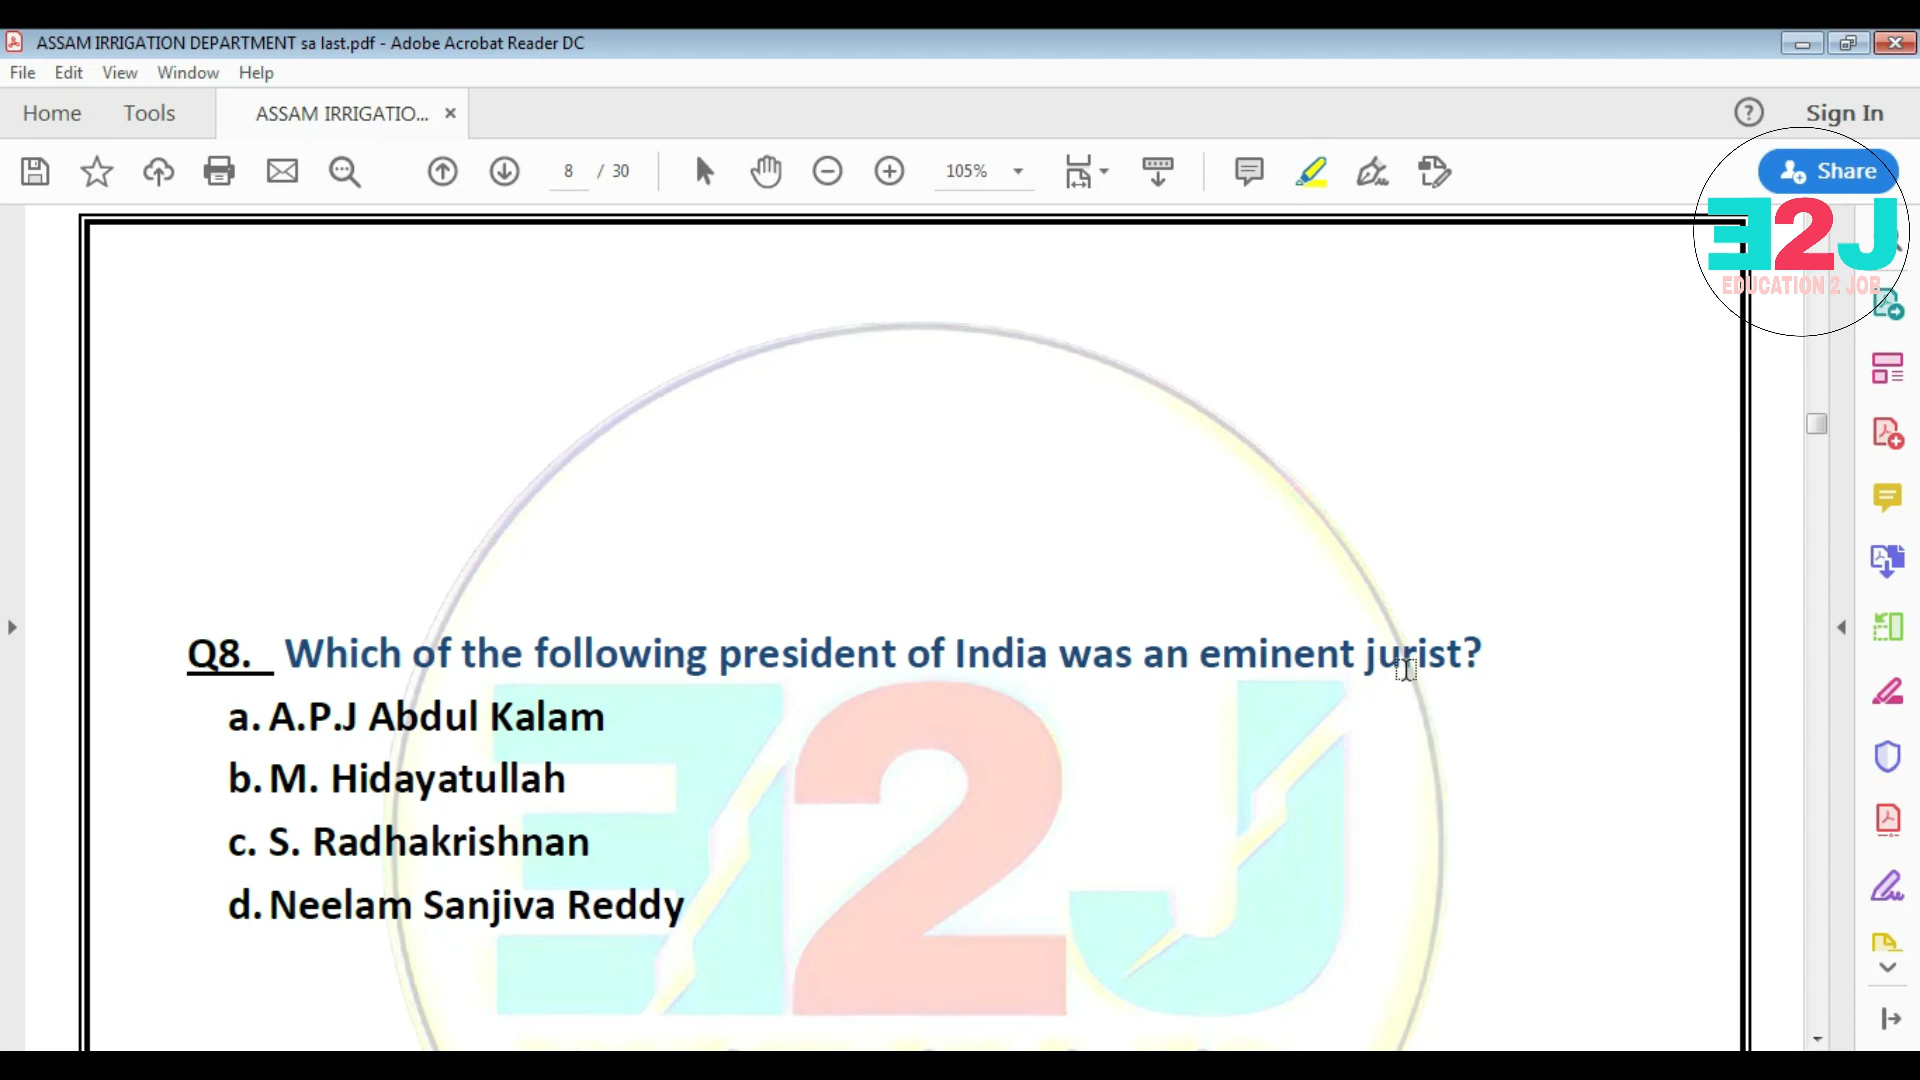 ASSAM IRRIGATION DEPARTMENT sa last.pdf - Adobe Acrobat Reader DC
File Edit View Window Help
Home Tools ASSAM IRRIGATIO... Sign In
8 / 30 105% Share
E2J
EDUCATION 2 JOB
Q8. Which of the following president of India was an eminent jurist?
a. A.P.J Abdul Kalam
b. M. Hidayatullah
c. S. Radhakrishnan
d. Neelam Sanjiva Reddy
E2J